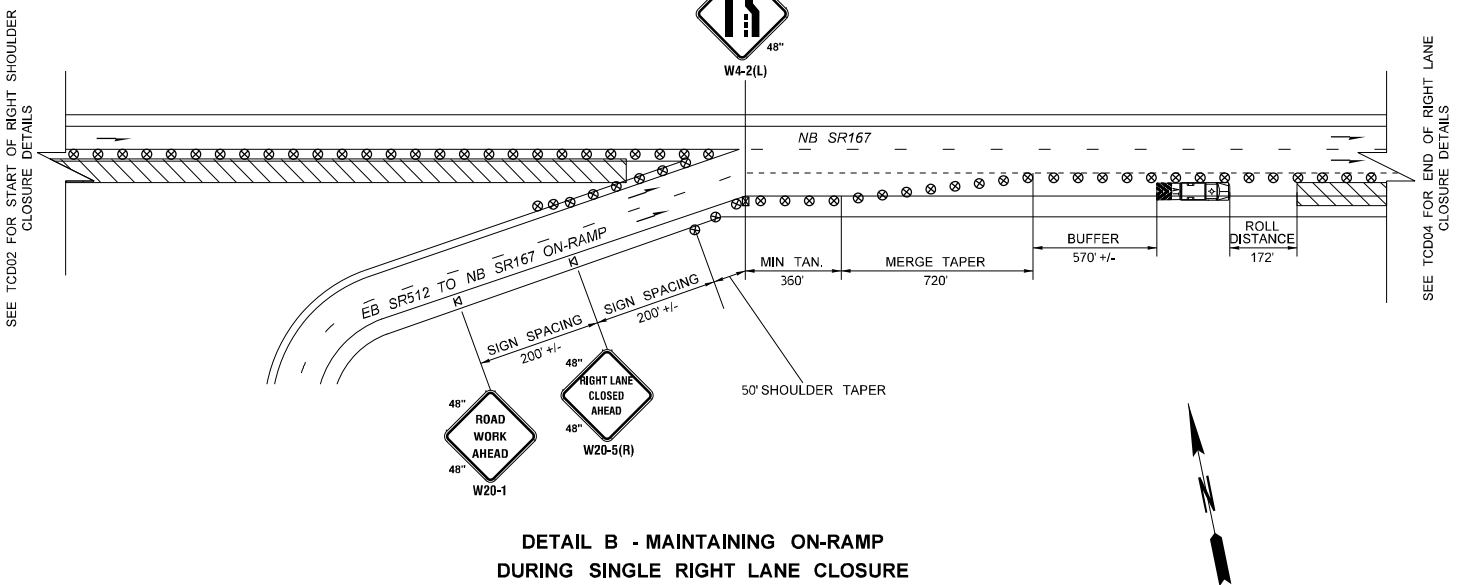 48"
W4-2(L)
SEE TCD02 FOR START OF RIGHT SHOULDER
CLOSURE DETAILS
NB SR167
SEE TCD04 FOR END OF RIGHT LANE
CLOSURE DETAILS
EB SR512 TO NB SR167 ON-RAMP
MIN TAN.
360'
MERGE TAPER
720'
BUFFER
570' +/-
ROLL
DISTANCE
172'
SIGN SPACING
200' +/-
SIGN SPACING
200' +/-
50' SHOULDER TAPER
48"
RIGHT LANE
CLOSED
AHEAD
48"
W20-5(R)
48"
ROAD
WORK
AHEAD
48"
W20-1
N
DETAIL B - MAINTAINING ON-RAMP
DURING SINGLE RIGHT LANE CLOSURE